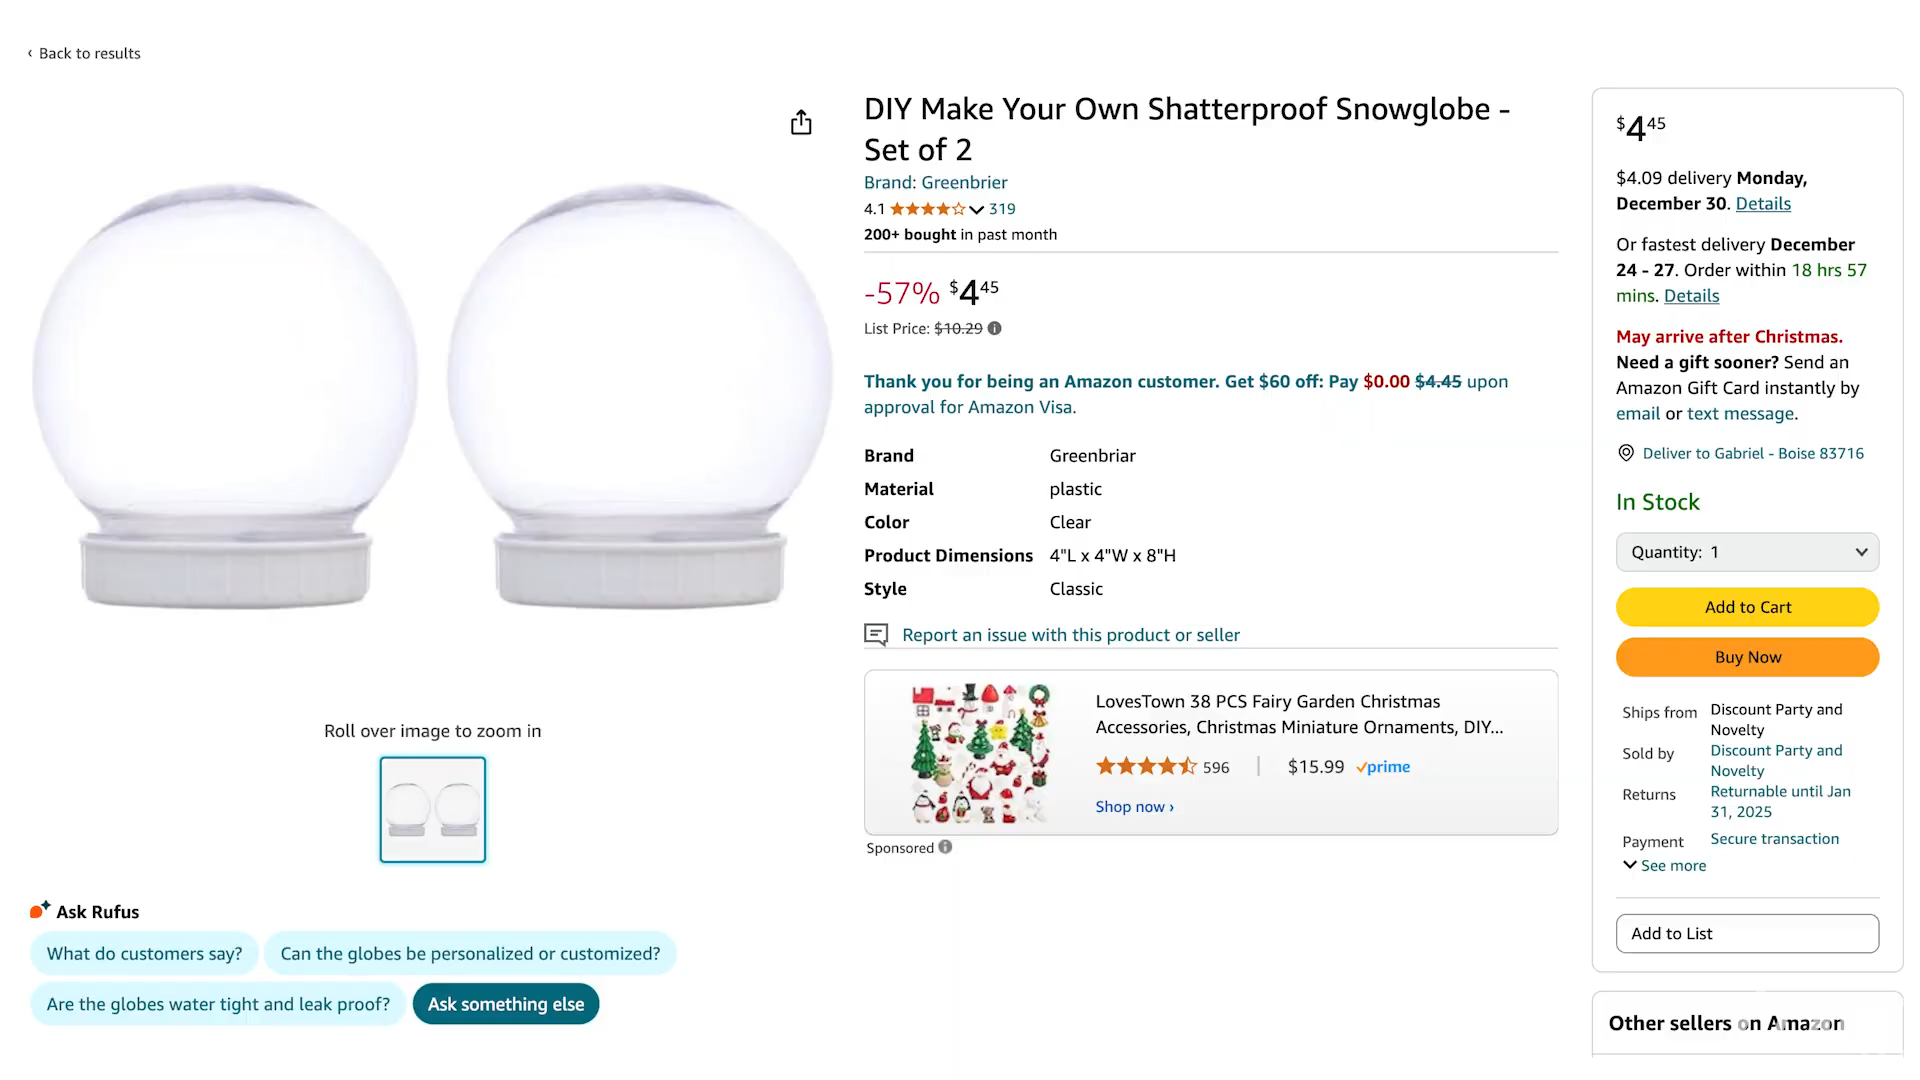 ‹ Back to results
DIY Make Your Own Shatterproof Snowglobe -
Set of 2
Brand: Greenbrier
4.1 319
200+ bought in past month
-57% $4 45
List Price: $10.29
Thank you for being an Amazon customer. Get $60 off: Pay $0.00 $4.45 upon
approval for Amazon Visa.
Brand Greenbriar
Material plastic
Color Clear
Product Dimensions 4"L x 4"W x 8"H
Style Classic
Report an issue with this product or seller
LovesTown 38 PCS Fairy Garden Christmas
Accessories, Christmas Miniature Ornaments, DIY...
596 | $15.99 prime
Shop now ›
Sponsored
Roll over image to zoom in
Ask Rufus
What do customers say? Can the globes be personalized or customized?
Are the globes water tight and leak proof? Ask something else
$4 45
$4.09 delivery Monday,
December 30. Details
Or fastest delivery December
24 - 27. Order within 18 hrs 57
mins. Details
May arrive after Christmas.
Need a gift sooner? Send an
Amazon Gift Card instantly by
email or text message.
Deliver to Gabriel - Boise 83716
In Stock
Quantity: 1
Add to Cart
Buy Now
Ships from Discount Party and
Novelty
Sold by Discount Party and
Novelty
Returns Returnable until Jan
31, 2025
Payment Secure transaction
See more
Add to List
Other sellers on Amazon